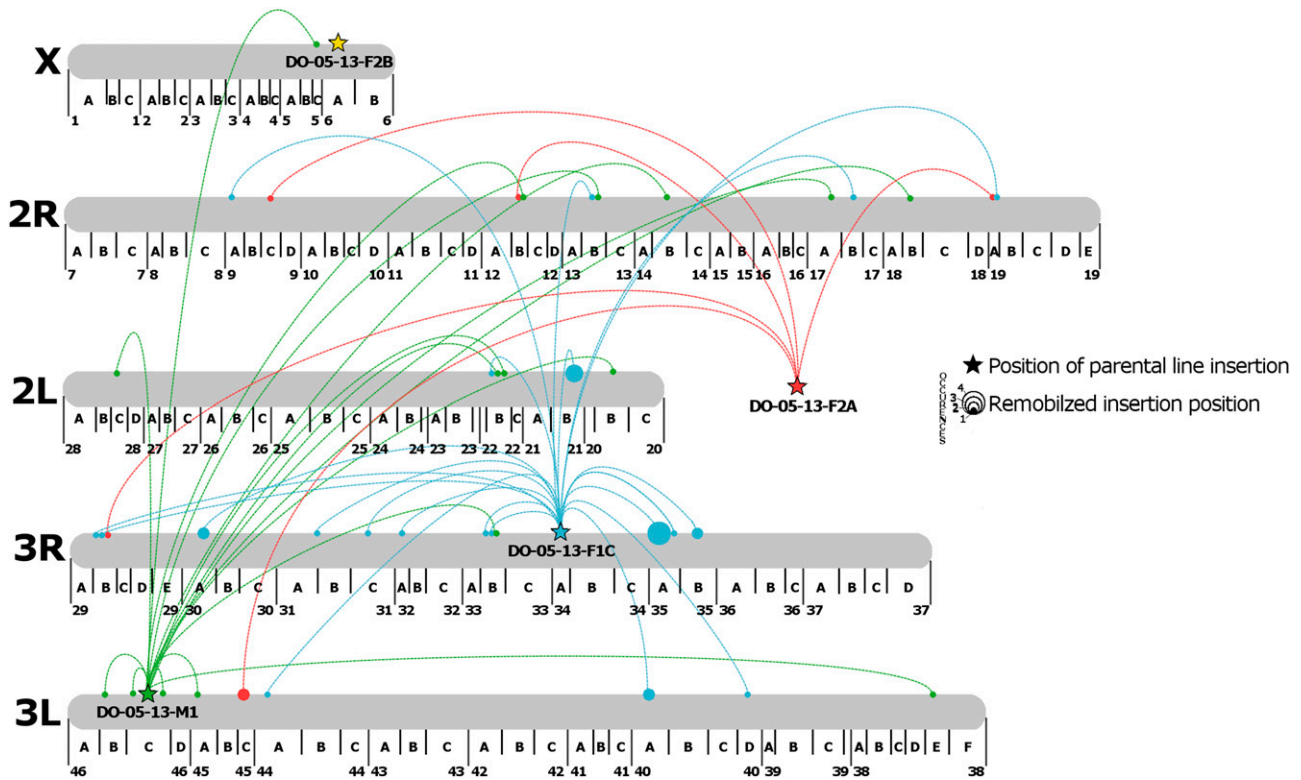 X
DO-05-13-F2B
A B C A B C A B C A B C A B C A B
1 1 2 2 3 3 4 4 5 5 6 6
2R
A B C A B C A B C D A B C D A B C D A B C D A B C A B C A B A B C A B C A B C D A B C D E
7 7 8 8 9 9 10 10 11 11 12 12 13 13 14 14 15 15 16 16 17 17 18 18 19 19
2L
DO-05-13-F2A
A B C D A B C A B C A B C A B A B B C A B B C
28 28 27 27 26 26 25 25 24 24 23 23 22 22 21 21 20 20
OCCURENCES
4
3
2
1
Position of parental line insertion
Remobilzed insertion position
3R
DO-05-13-F1C
A B C D E A B C A B C A B C A B C A B C A B A B C A B C D
29 29 30 30 31 31 32 32 33 33 34 34 35 35 36 36 37 37
3L
DO-05-13-M1
A B C D A B C A B C A B C A B C A B C A B C D A B C A B C D E F
46 46 45 45 44 44 43 43 42 42 41 41 40 40 39 39 38 38